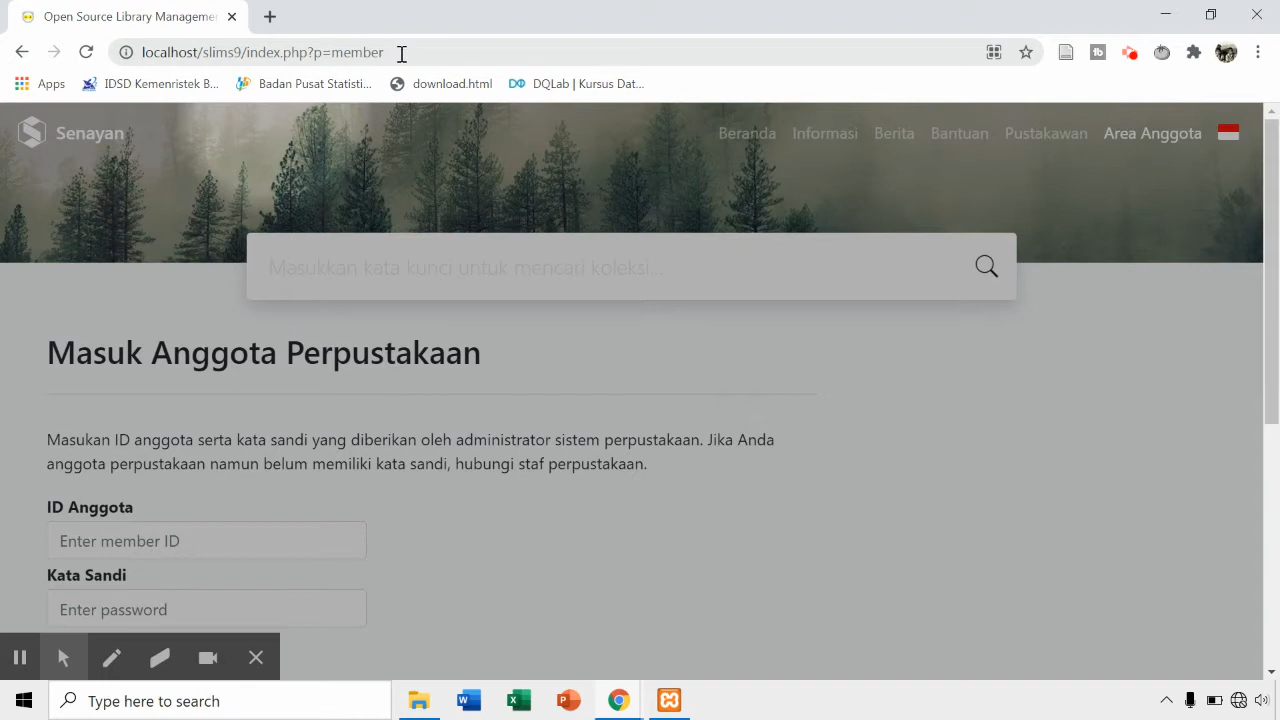 Open Source Library Manageme
localhost/slims9/index.php?p=member
tb
Apps
IDSD Kemenristek B...
Badan Pusat Statisti...
download.html
DQ DQLab | Kursus Dat...
Senayan
Beranda Informasi Berita Bantuan Pustakawan Area Anggota
Masukkan kata kunci untuk mencari koleksi...
Masuk Anggota Perpustakaan
Masukan ID anggota serta kata sandi yang diberikan oleh administrator sistem perpustakaan. Jika Anda
anggota perpustakaan namun belum memiliki kata sandi, hubungi staf perpustakaan.
ID Anggota
Enter member ID
Kata Sandi
Enter password
Type here to search